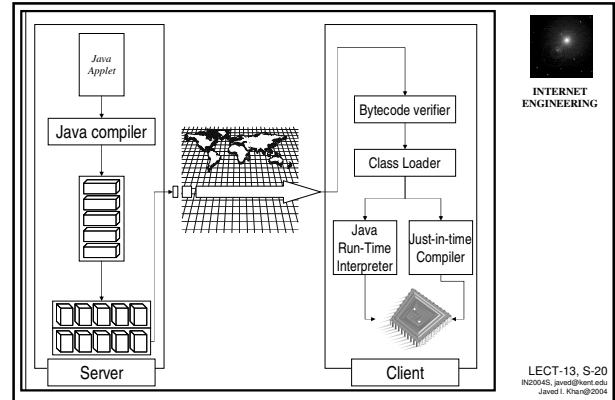 Java
Applet
Java compiler
Server
Bytecode verifier
Class Loader
Java
Run-Time
Interpreter
Just-in-time
Compiler
Client
INTERNET
ENGINEERING
LECT-13, S-20
IN2004S, javed@kent.edu
Javed I. Khan@2004